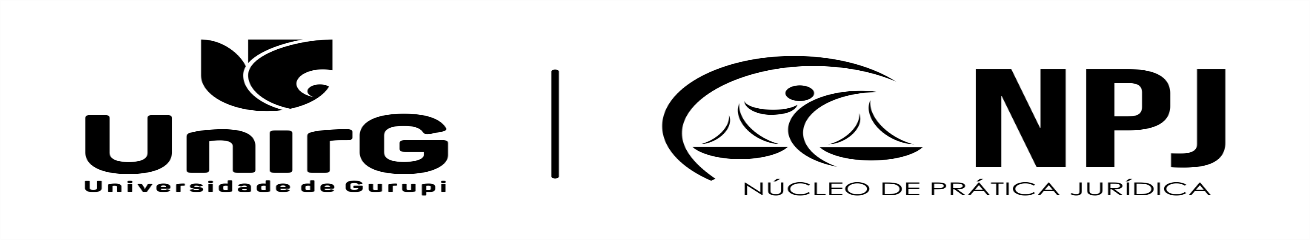 UnirG
Universidade de Gurupi
NPJ
NÚCLEO DE PRÁTICA JURÍDICA